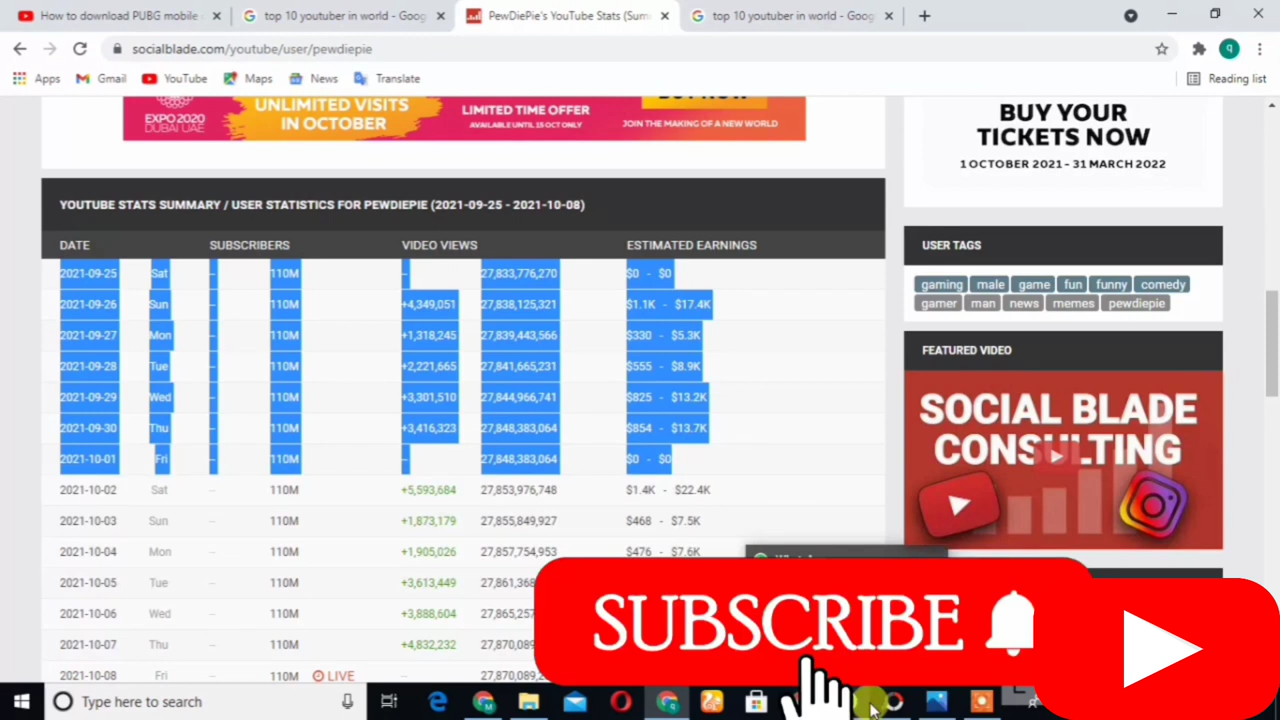 How to download PUBG mobile
top 10 youtuber in world - Goog
PewDiePie's YouTube Stats (Sum
top 10 youtuber in world - Goog
socialblade.com/youtube/user/pewdiepie
q
Apps
Gmail
YouTube
Maps
News
Translate
Reading list
EXPO2020
DUBAI UAE
UNLIMITED VISITS
IN OCTOBER
LIMITED TIME OFFER
AVAILABLE UNTIL 15 OCT ONLY
JOIN THE MAKING OF A NEW WORLD
BUY YOUR
TICKETS NOW
1 OCTOBER 2021 - 31 MARCH 2022
YOUTUBE STATS SUMMARY / USER STATISTICS FOR PEWDIEPIE (2021-09-25 - 2021-10-08)
DATE SUBSCRIBERS VIDEO VIEWS ESTIMATED EARNINGS
2021-09-25 Sat -- 110M -- 27,833,776,270 $0 - $0
2021-09-26 Sun -- 110M +4,349,051 27,838,125,321 $1.1K - $17.4K
2021-09-27 Mon -- 110M +1,318,245 27,839,443,566 $330 - $5.3K
2021-09-28 Tue -- 110M +2,221,665 27,841,665,231 $555 - $8.9K
2021-09-29 Wed -- 110M +3,301,510 27,844,966,741 $825 - $13.2K
2021-09-30 Thu -- 110M +3,416,323 27,848,383,064 $854 - $13.7K
2021-10-01 Fri -- 110M -- 27,848,383,064 $0 - $0
2021-10-02 Sat -- 110M +5,593,684 27,853,976,748 $1.4K - $22.4K
2021-10-03 Sun -- 110M +1,873,179 27,855,849,927 $468 - $7.5K
2021-10-04 Mon -- 110M +1,905,026 27,857,754,953 $476 - $7.6K
2021-10-05 Tue -- 110M +3,613,449 27,861,368
2021-10-06 Wed -- 110M +3,888,604 27,865,257
2021-10-07 Thu -- 110M +4,832,232 27,870,089
2021-10-08 Fri 110M LIVE 27,870,089
USER TAGS
gaming male game fun funny comedy
gamer man news memes pewdiepie
FEATURED VIDEO
SOCIAL BLADE
CONSULTING
SUBSCRIBE
Type here to search